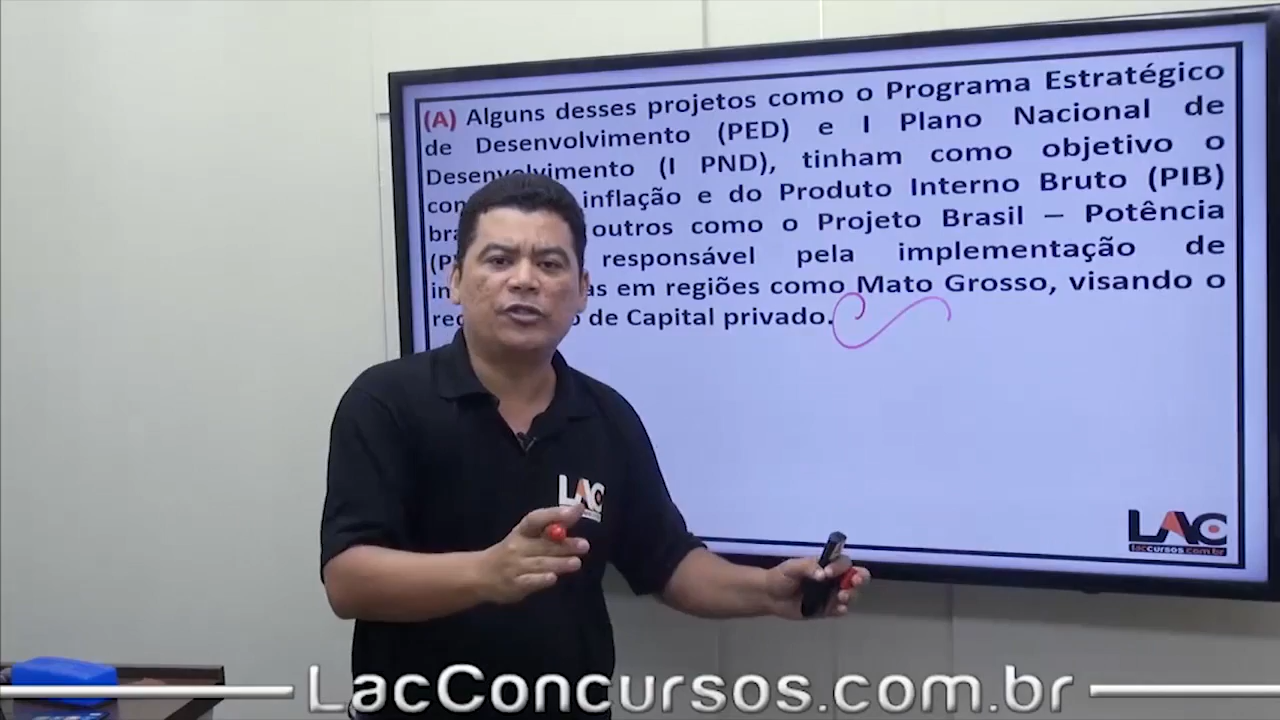 (A) Alguns desses projetos como o Programa Estratégico
de Desenvolvimento (PED) e I Plano Nacional de
Desenvolvimento (I PND), tinham como objetivo o
inflação e do Produto Interno Bruto (PIB)
outros como o Projeto Brasil – Potência
responsável pela implementação de
em regiões como Mato Grosso, visando o
de Capital privado.
LAC
LAC
laccursos.com.br
LacConcursos.com.br